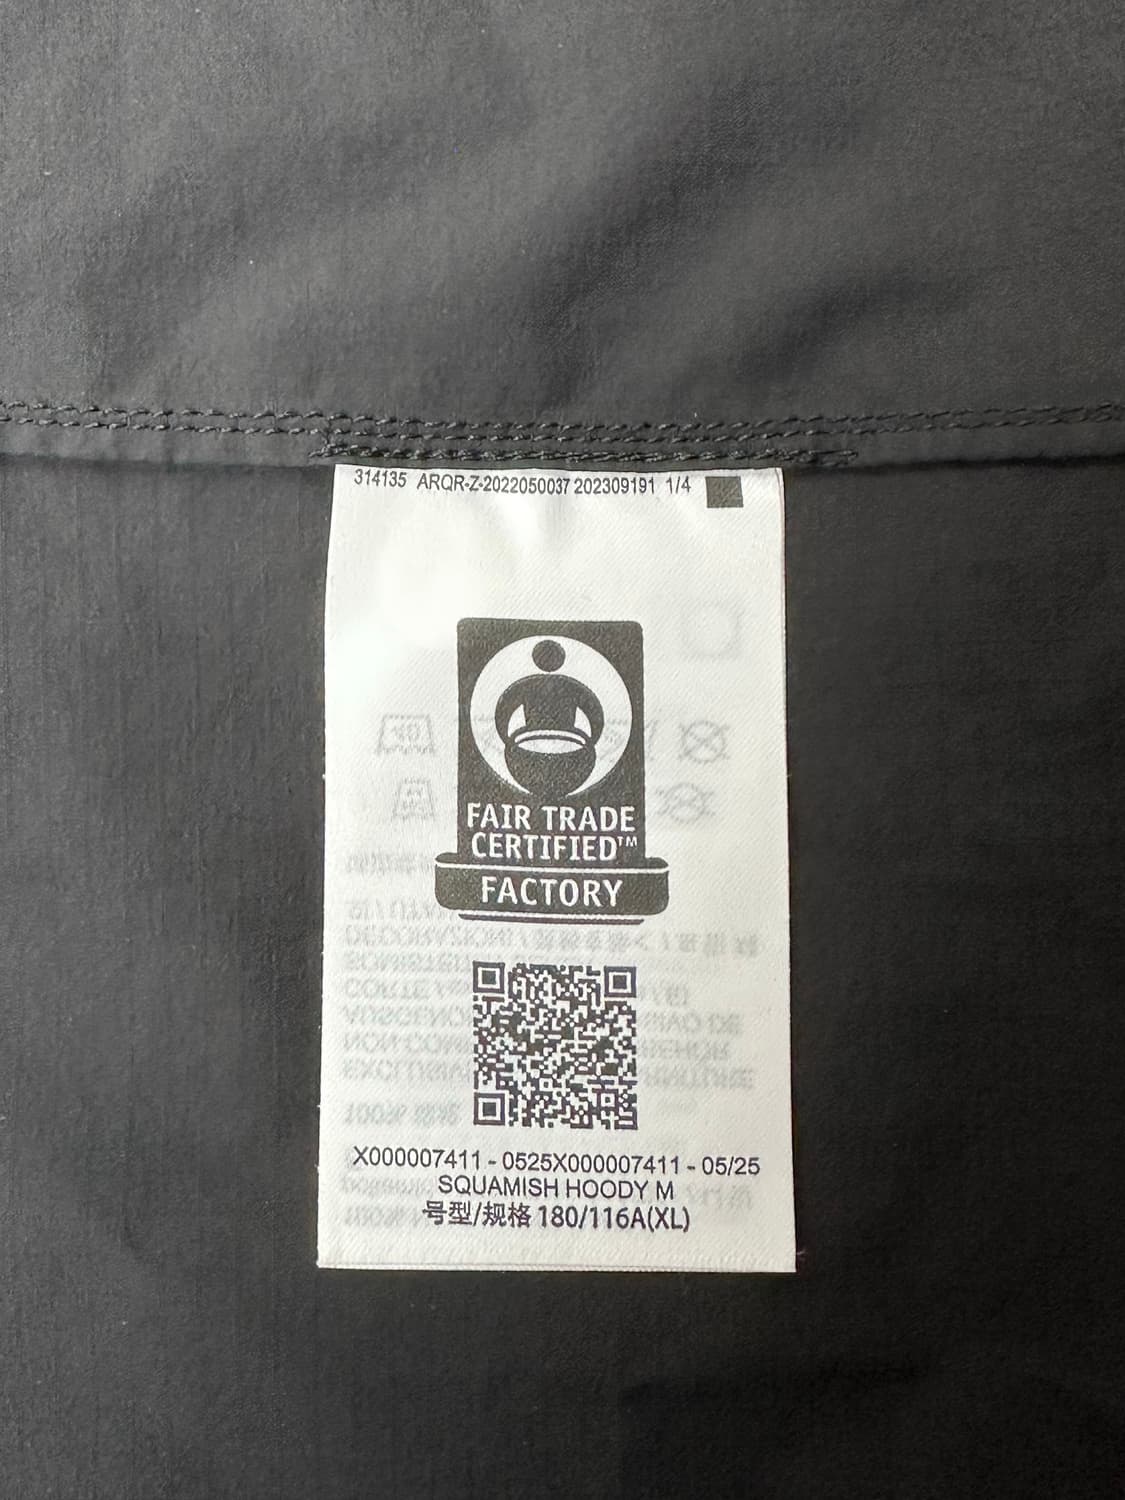 314135 ARQR-Z-2022050037 202309191 1/4
FAIR TRADE
CERTIFIED™
FACTORY
X000007411 - 0525X000007411 - 05/25
SQUAMISH HOODY M
号型/规格 180/116A(XL)